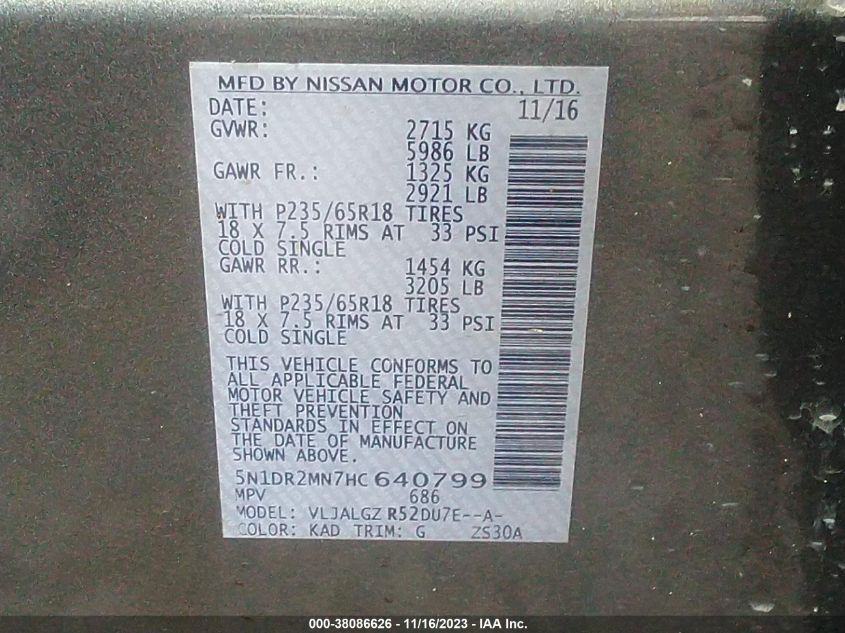 MFD BY NISSAN MOTOR CO., LTD.
DATE: 11/16
GVWR: 2715 KG
5986 LB
GAWR FR.: 1325 KG
2921 LB
WITH P235/65R18 TIRES
18 X 7.5 RIMS AT 33 PSI
COLD SINGLE
GAWR RR.: 1454 KG
3205 LB
WITH P235/65R18 TIRES
18 X 7.5 RIMS AT 33 PSI
COLD SINGLE
THIS VEHICLE CONFORMS TO
ALL APPLICABLE FEDERAL
MOTOR VEHICLE SAFETY AND
THEFT PREVENTION
STANDARDS IN EFFECT ON
THE DATE OF MANUFACTURE
SHOWN ABOVE.
5N1DR2MN7HC 640799
MPV 686
MODEL: VLJALGZ R52DU7E--A-
COLOR: KAD TRIM: G ZS30A
000-38086626 - 11/16/2023 - IAA Inc.